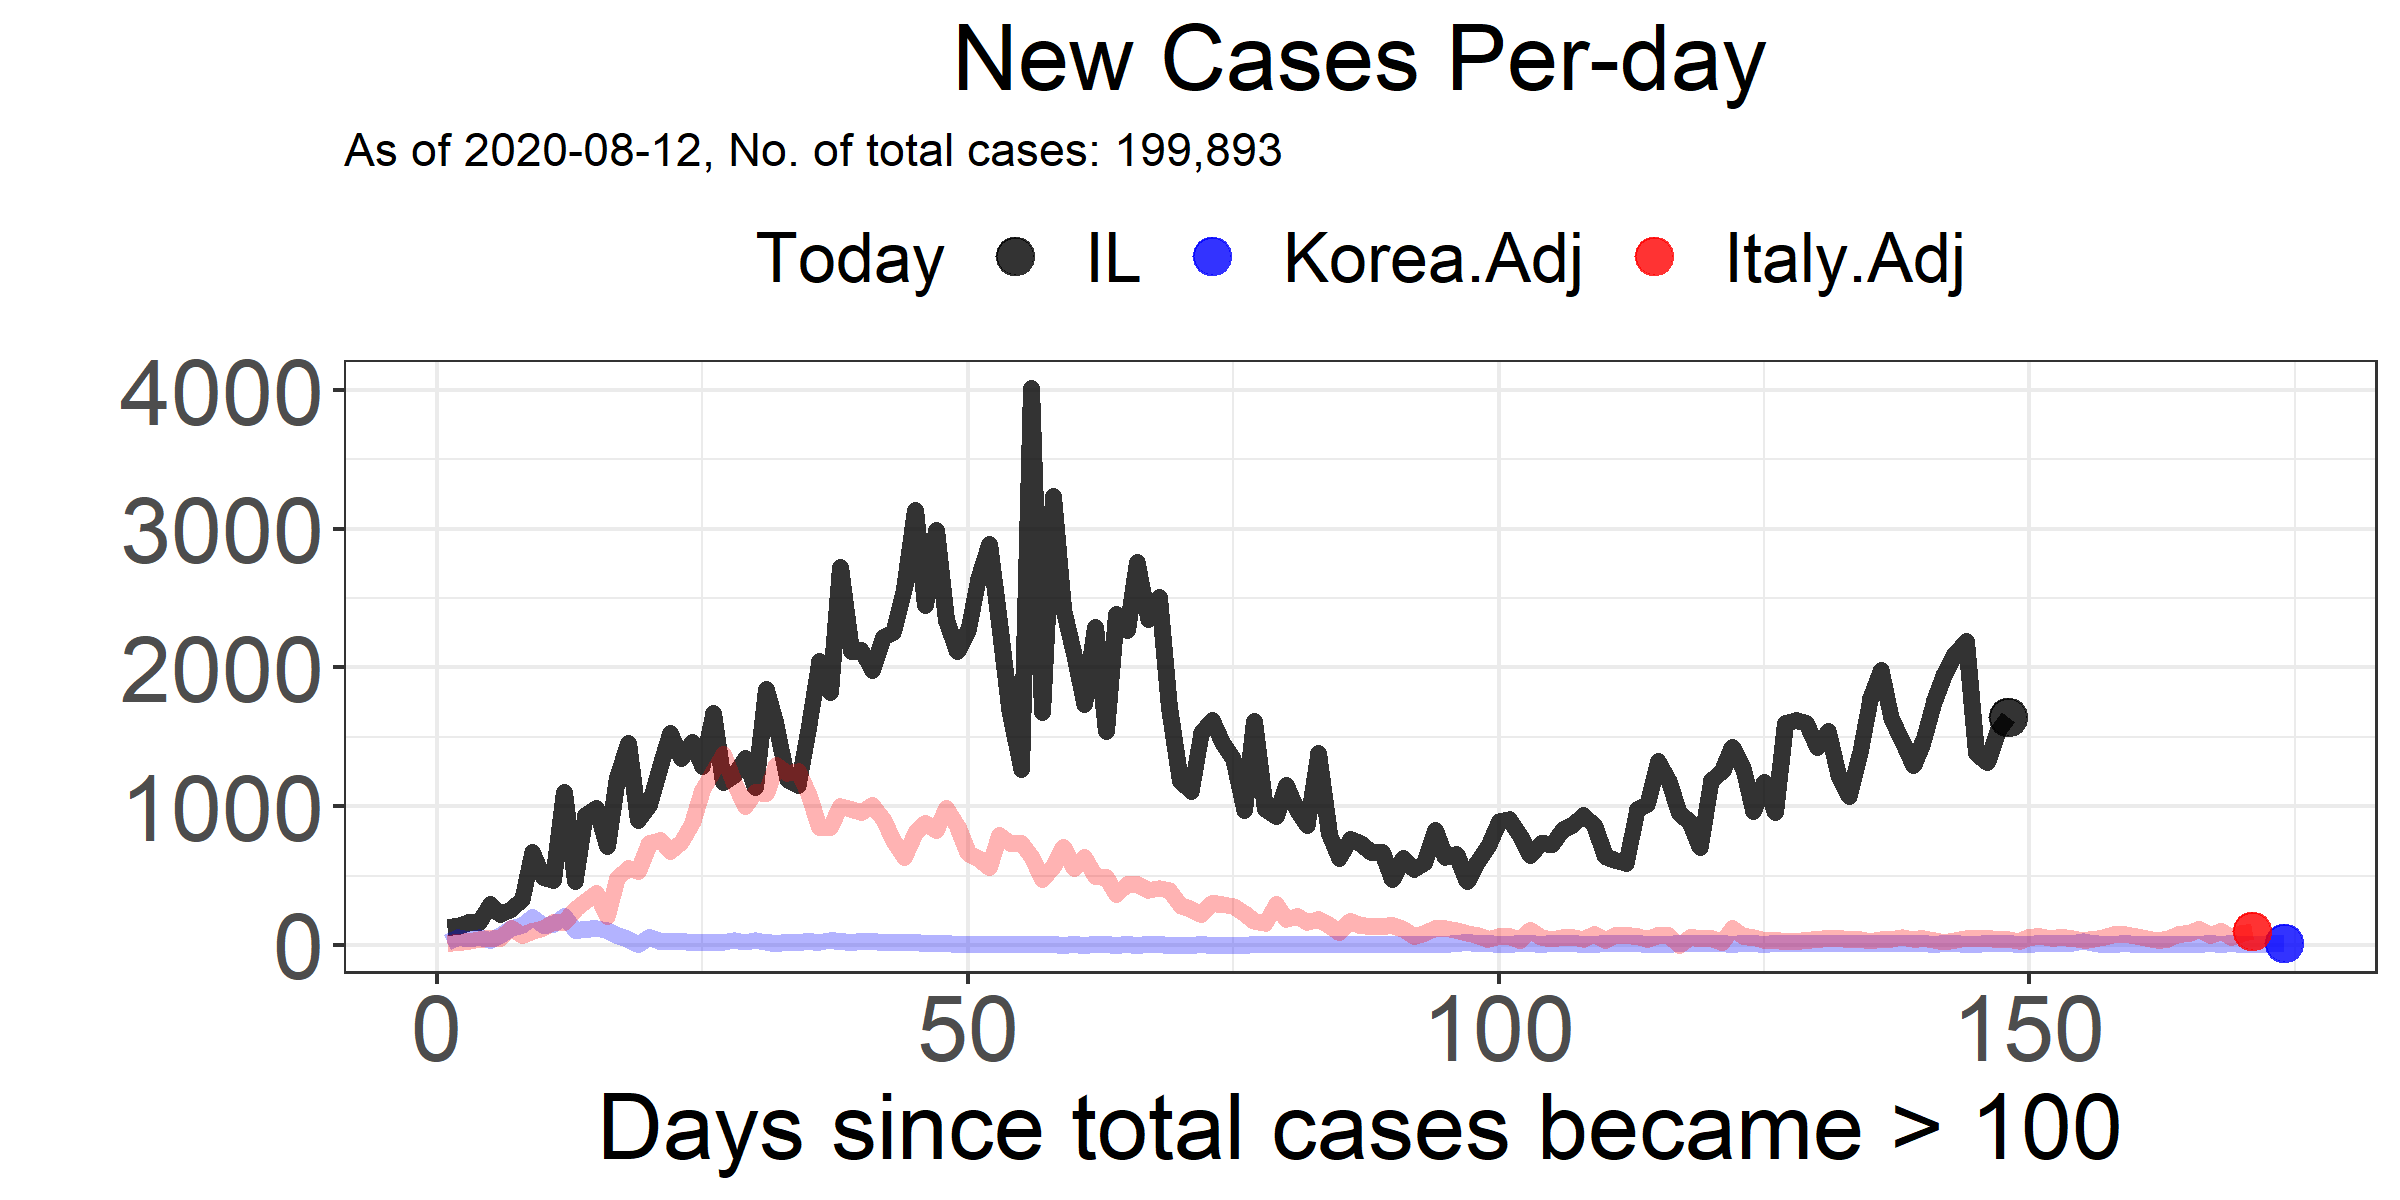 New Cases Per-day
As of 2020-08-12, No. of total cases: 199,893
Today IL Korea.Adj Italy.Adj
4000
3000
2000
1000
0
0 50 100 150
Days since total cases became > 100